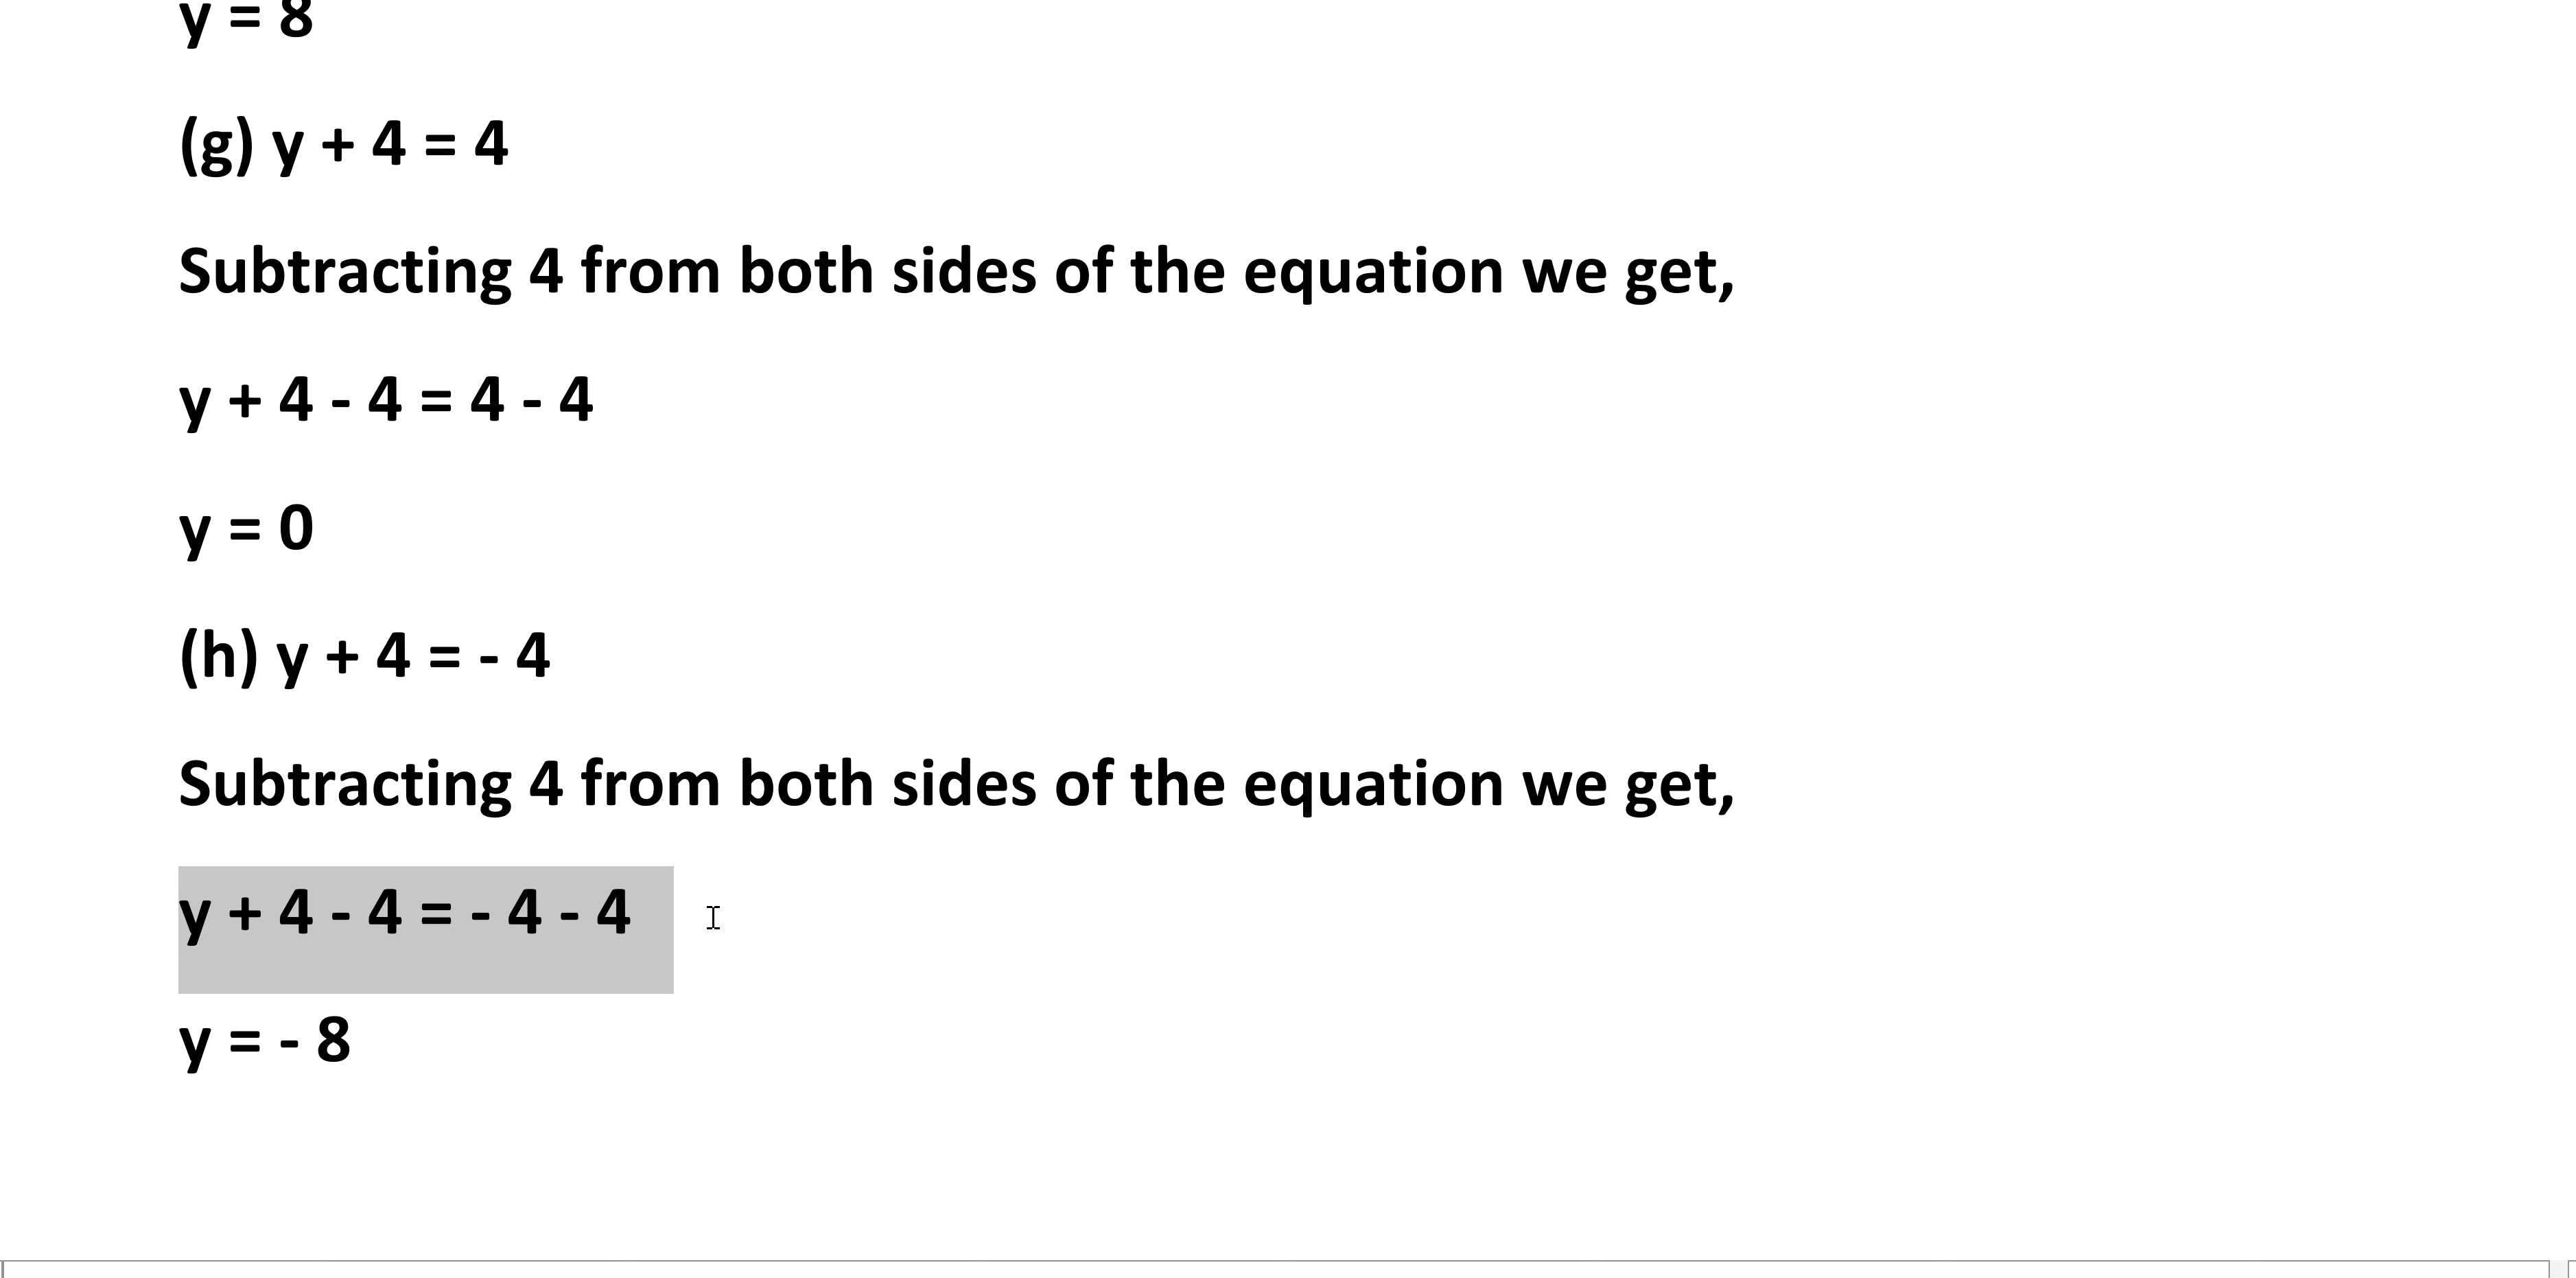 y = 8
(g) y + 4 = 4
Subtracting 4 from both sides of the equation we get,
y + 4 - 4 = 4 - 4
y = 0
(h) y + 4 = - 4
Subtracting 4 from both sides of the equation we get,
y + 4 - 4 = - 4 - 4
y = - 8